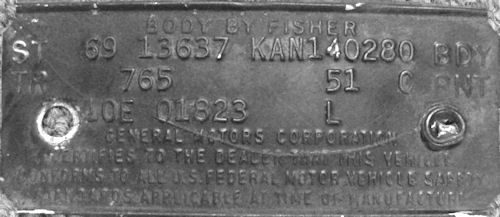 BODY BY FISHER
ST 69 13637 KAN140280 BDY
TR 765 51 C PNT
10E 01823 L
GENERAL MOTORS CORPORATION
CERTIFIES TO THE DEALER THAT THIS VEHICLE
CONFORMS TO ALL U.S. FEDERAL MOTOR VEHICLE SAFETY
STANDARDS APPLICABLE AT TIME OF MANUFACTURE